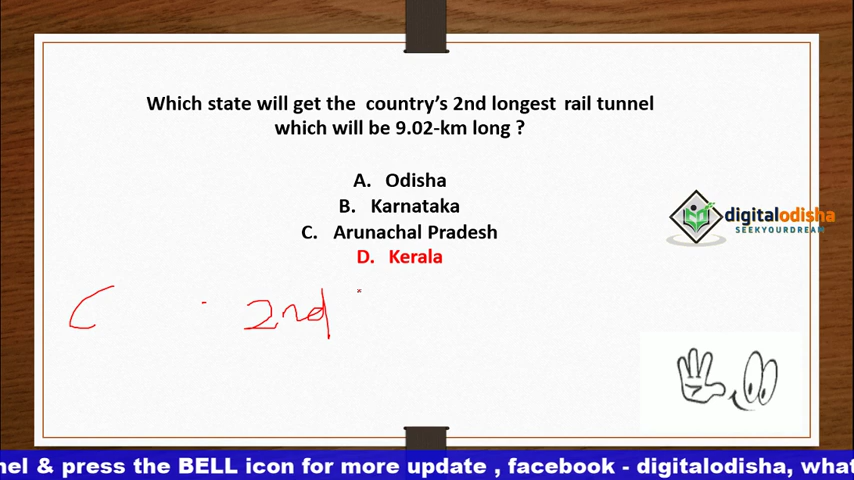 Which state will get the country's 2nd longest rail tunnel
which will be 9.02-km long ?
A. Odisha
B. Karnataka
C. Arunachal Pradesh
D. Kerala
digitalodisha
SEEKYOURDREAM
2nd
nel & press the BELL icon for more update , facebook - digitalodisha, what